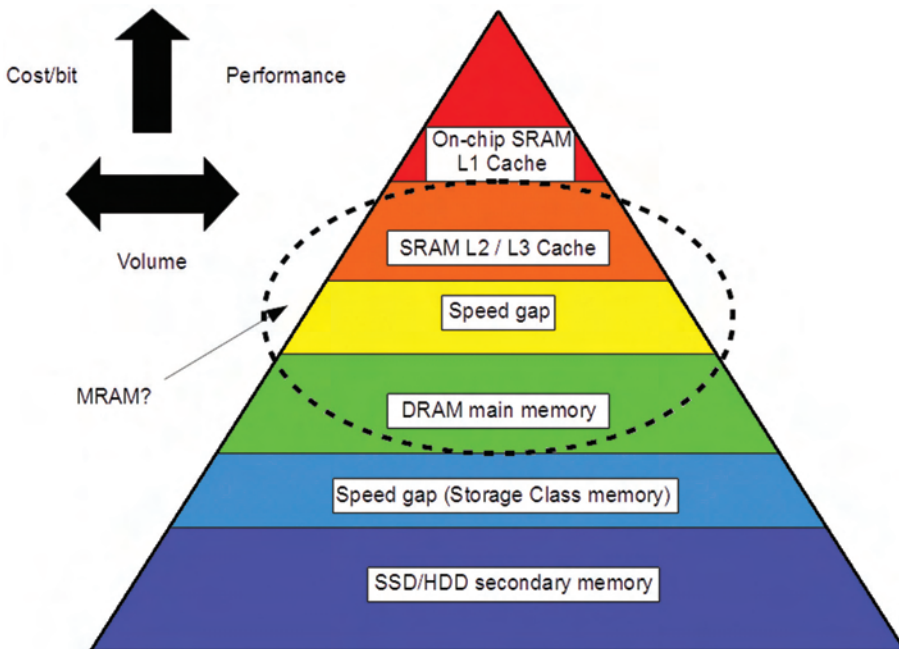 Cost/bit
Performance
Volume
On-chip SRAM
L1 Cache
SRAM L2 / L3 Cache
Speed gap
MRAM?
DRAM main memory
Speed gap (Storage Class memory)
SSD/HDD secondary memory